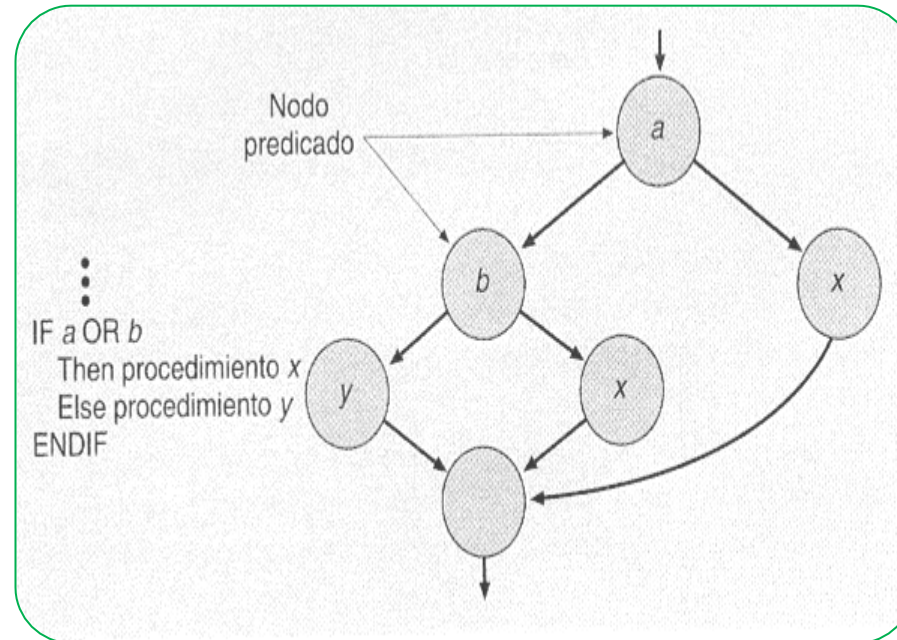 Nodo
predicado
a
b
x
y
x
IF a OR b
Then procedimiento x
Else procedimiento y
ENDIF